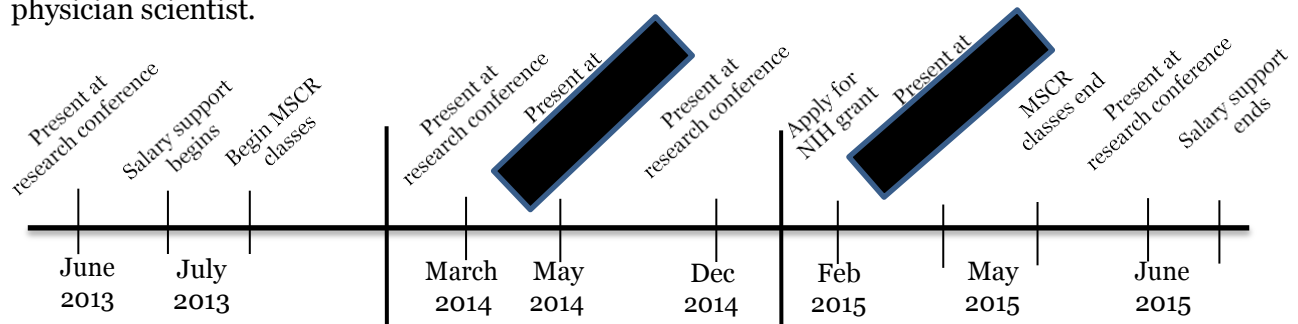 physician scientist.
Present at
research conference
Salary support
begins
Begin MSCR
classes
Present at
research conference
Present at
Present at
research conference
Apply for
NIH grant
Present at
MSCR
classes end
Present at
research conference
Salary support
ends
June
2013
July
2013
March
2014
May
2014
Dec
2014
Feb
2015
May
2015
June
2015